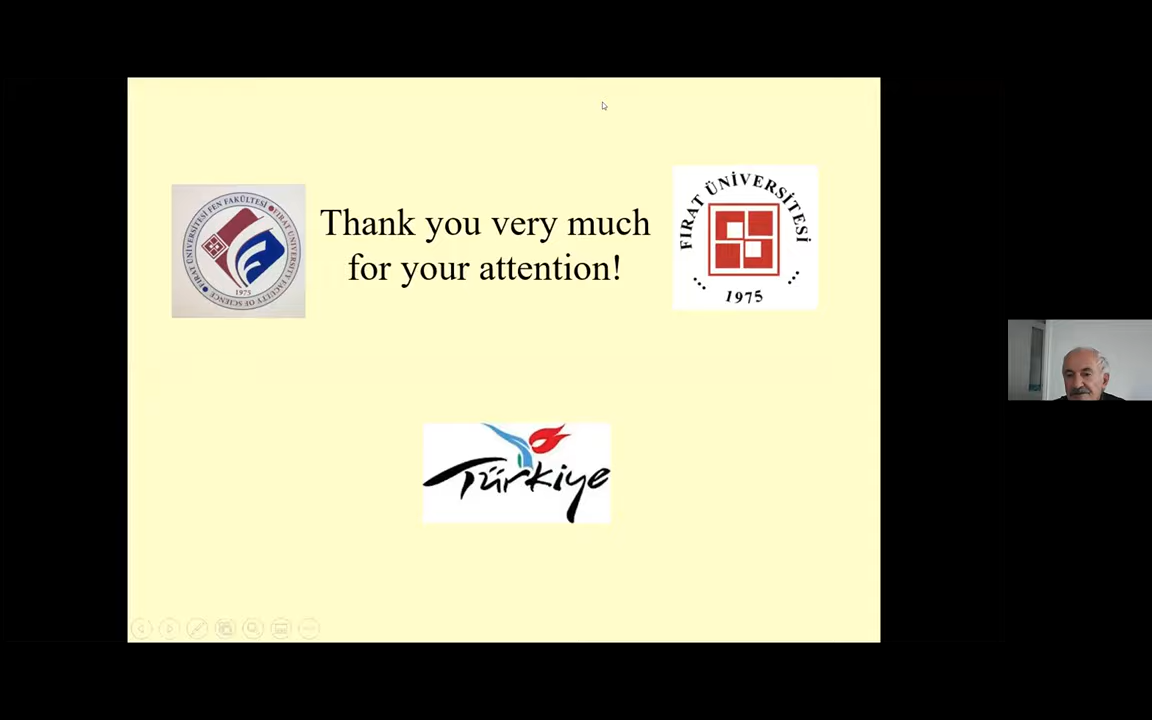 FIRAT ÜNİVERSİTESİ FEN FAKÜLTESİ
FIRAT UNIVERSITY FACULTY OF SCIENCE
1975
Thank you very much
for your attention!
FIRAT ÜNİVERSİTESİ
... 1975 ...
Türkiye